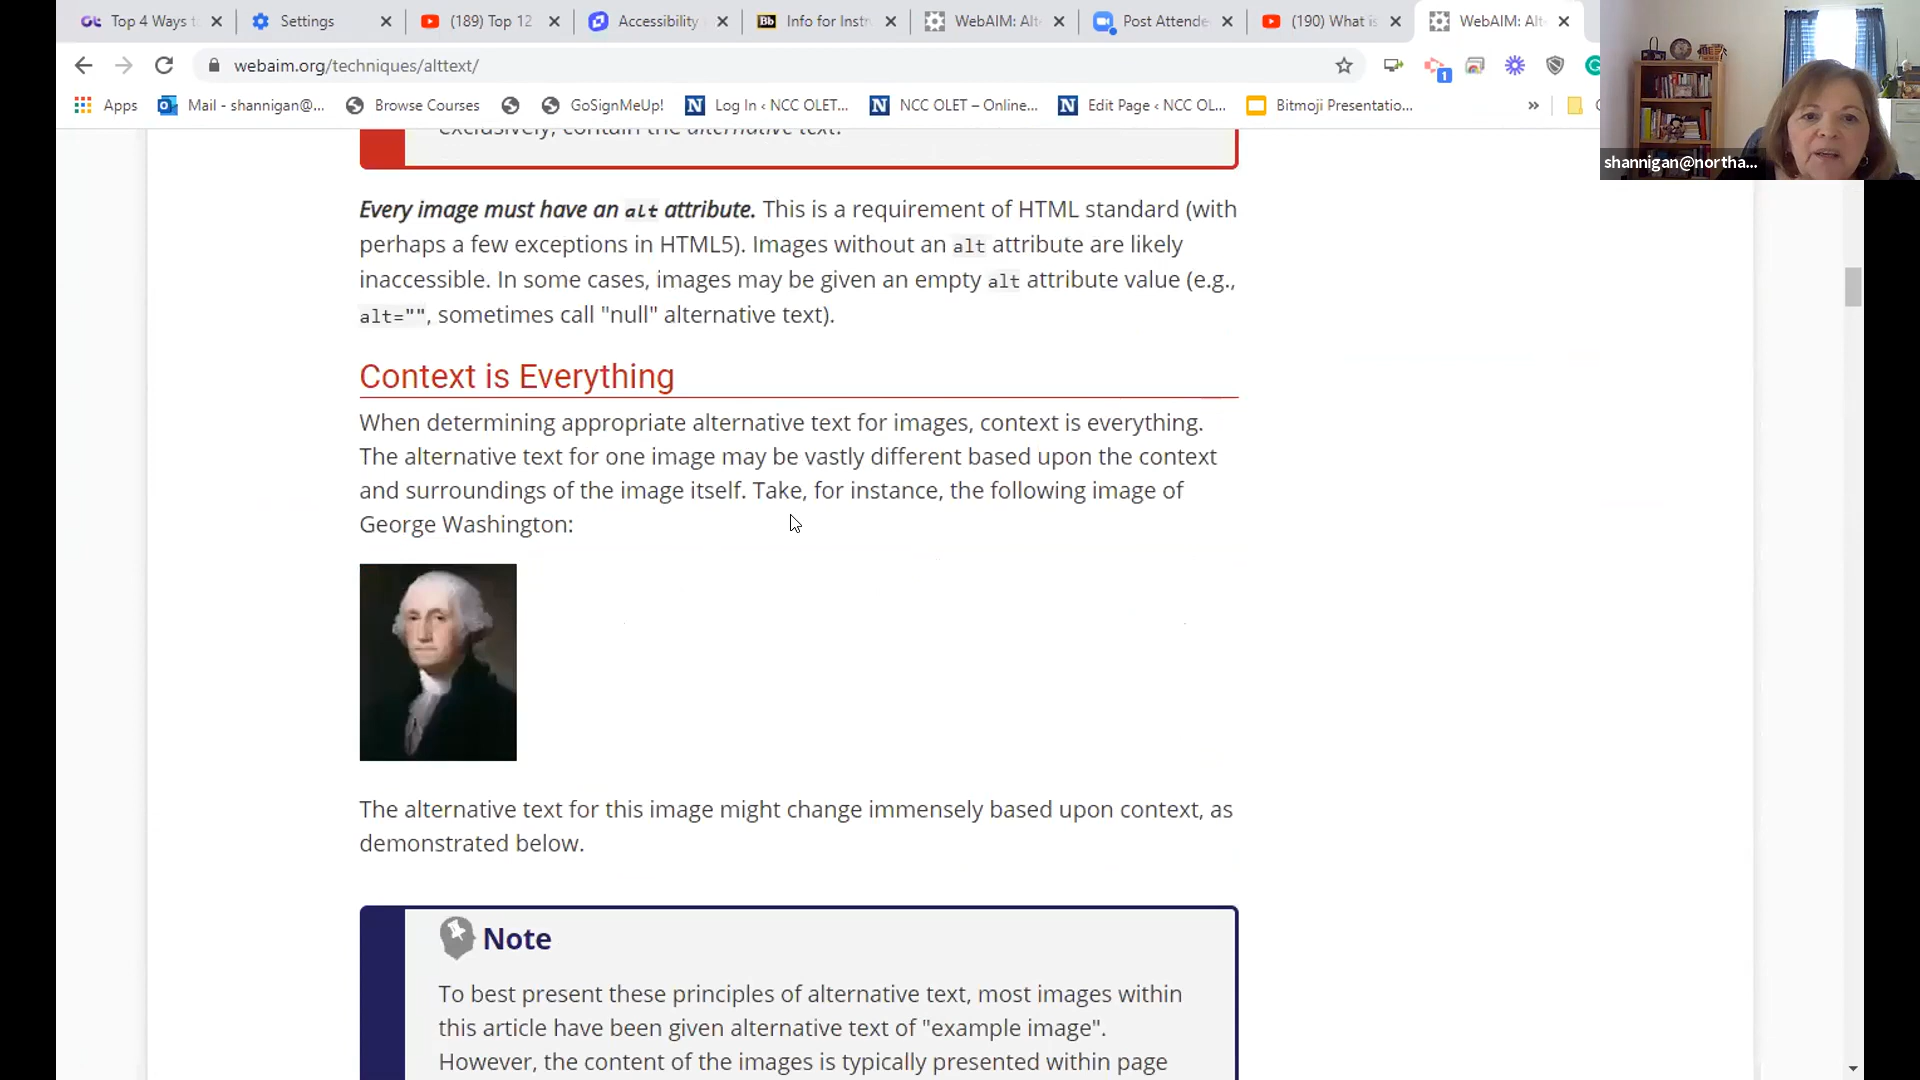 Top 4 Ways to
Settings
(189) Top 12
Accessibility
Bb Info for Instr
WebAIM: Alt
Post Attende
(190) What is
WebAIM: Alt
webaim.org/techniques/alttext/
1
Apps
Mail - shannigan@...
Browse Courses
GoSignMeUp!
N Log In ‹ NCC OLET...
N NCC OLET – Online...
N Edit Page ‹ NCC OL...
Bitmoji Presentatio...
»
shannigan@northa...
exclusively, contain the alternative text.
Every image must have an alt attribute. This is a requirement of HTML standard (with
perhaps a few exceptions in HTML5). Images without an alt attribute are likely
inaccessible. In some cases, images may be given an empty alt attribute value (e.g.,
alt="", sometimes call "null" alternative text).
Context is Everything
When determining appropriate alternative text for images, context is everything.
The alternative text for one image may be vastly different based upon the context
and surroundings of the image itself. Take, for instance, the following image of
George Washington:
The alternative text for this image might change immensely based upon context, as
demonstrated below.
Note
To best present these principles of alternative text, most images within
this article have been given alternative text of "example image".
However, the content of the images is typically presented within page